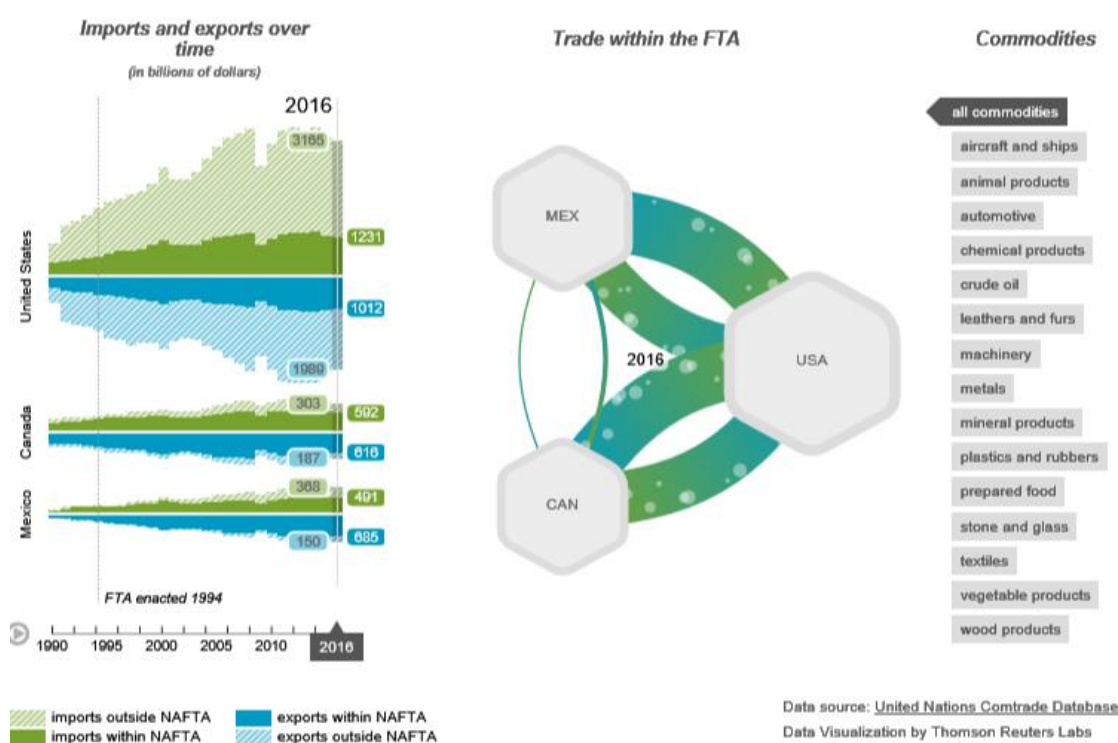 Imports and exports over
time
(in billions of dollars)
2016
3165
1231
1012
1989
United States
303
592
616
187
Canada
368
491
685
150
Mexico
FTA enacted 1994
1990 1995 2000 2005 2010 2016
imports outside NAFTA
imports within NAFTA
exports within NAFTA
exports outside NAFTA
Trade within the FTA
MEX
USA
2016
CAN
Commodities
all commodities
aircraft and ships
animal products
automotive
chemical products
crude oil
leathers and furs
machinery
metals
mineral products
plastics and rubbers
prepared food
stone and glass
textiles
vegetable products
wood products
Data source: United Nations Comtrade Database
Data Visualization by Thomson Reuters Labs